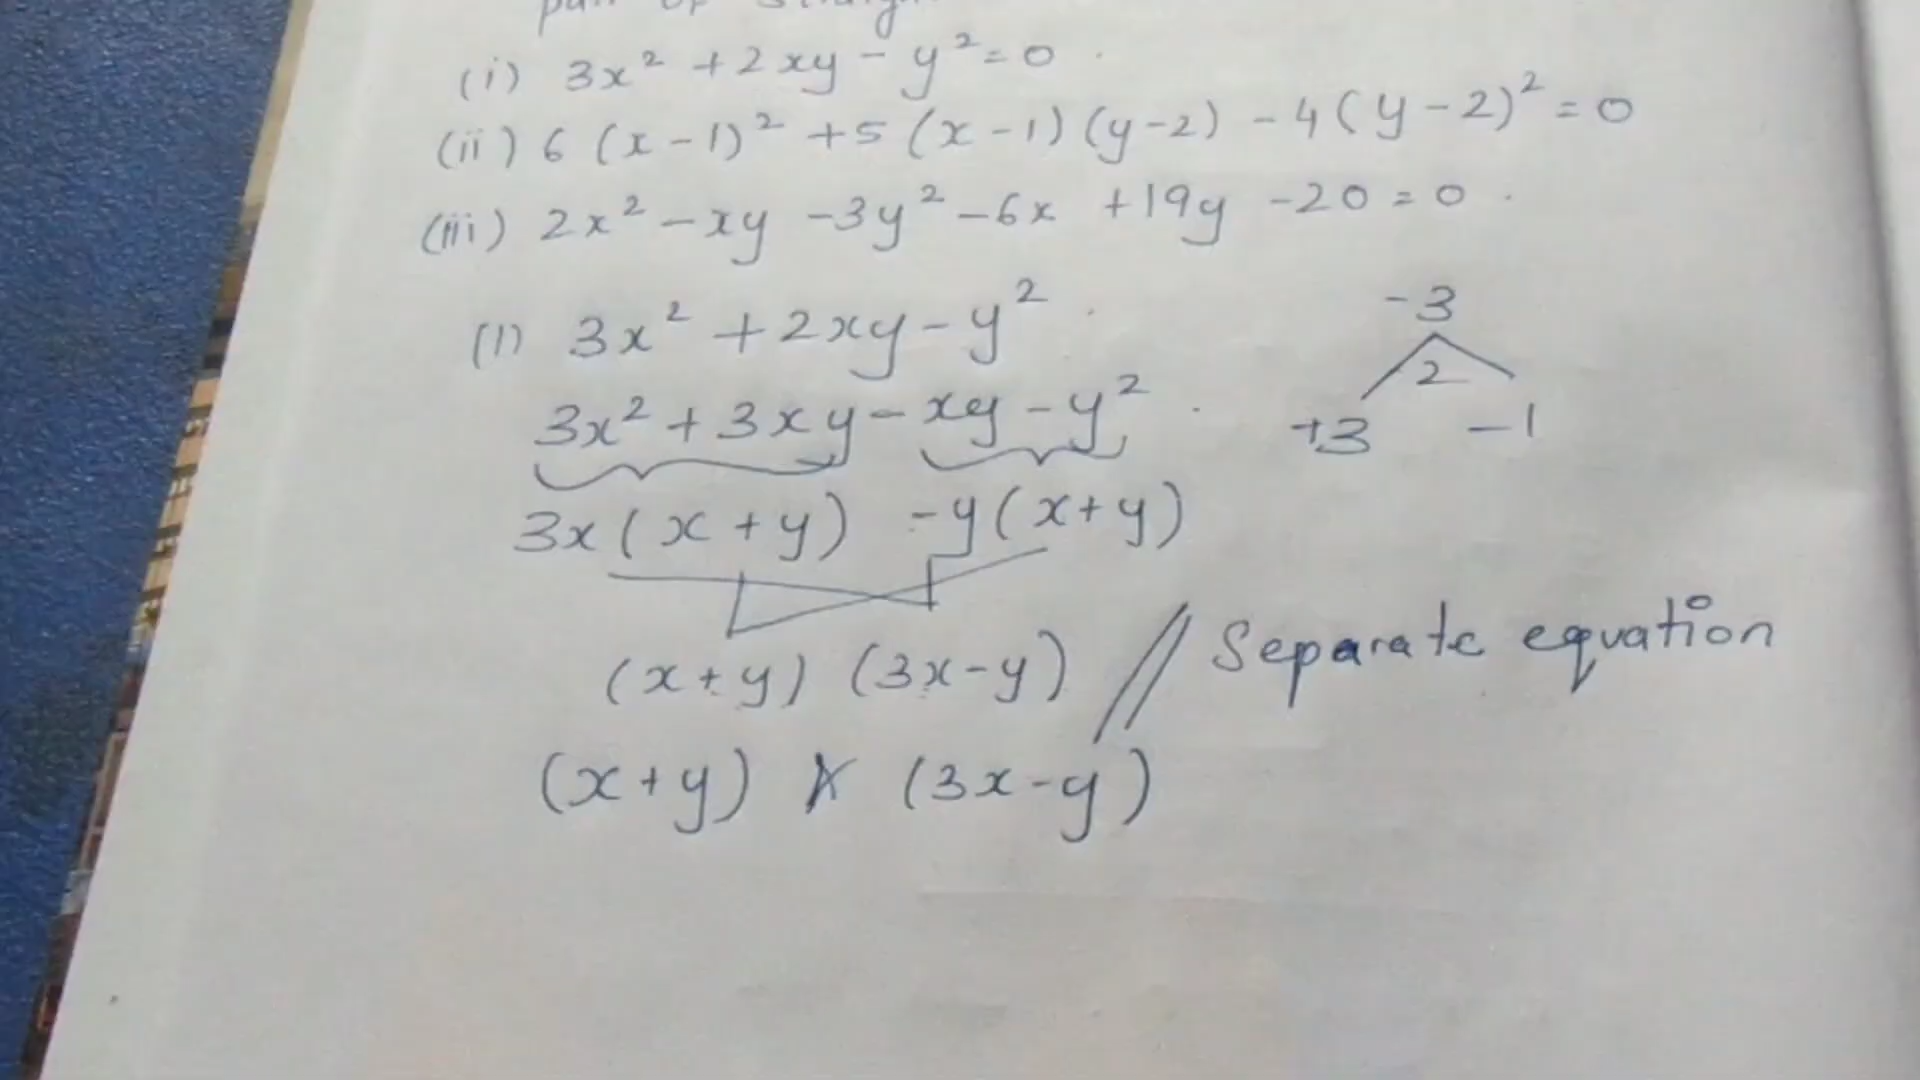 (i) 3x² + 2xy - y² = 0.
(ii) 6 (x - 1)² + 5 (x - 1) (y - 2) - 4 (y - 2)² = 0
(iii) 2x² - xy - 3y² - 6x + 19y - 20 = 0.
(1) 3x² + 2xy - y²
-3
2
+3 -1
3x² + 3xy - xy - y²
3x (x + y) - y (x + y)
(x + y) (3x - y) // Separate equation
(x + y) (3x - y)